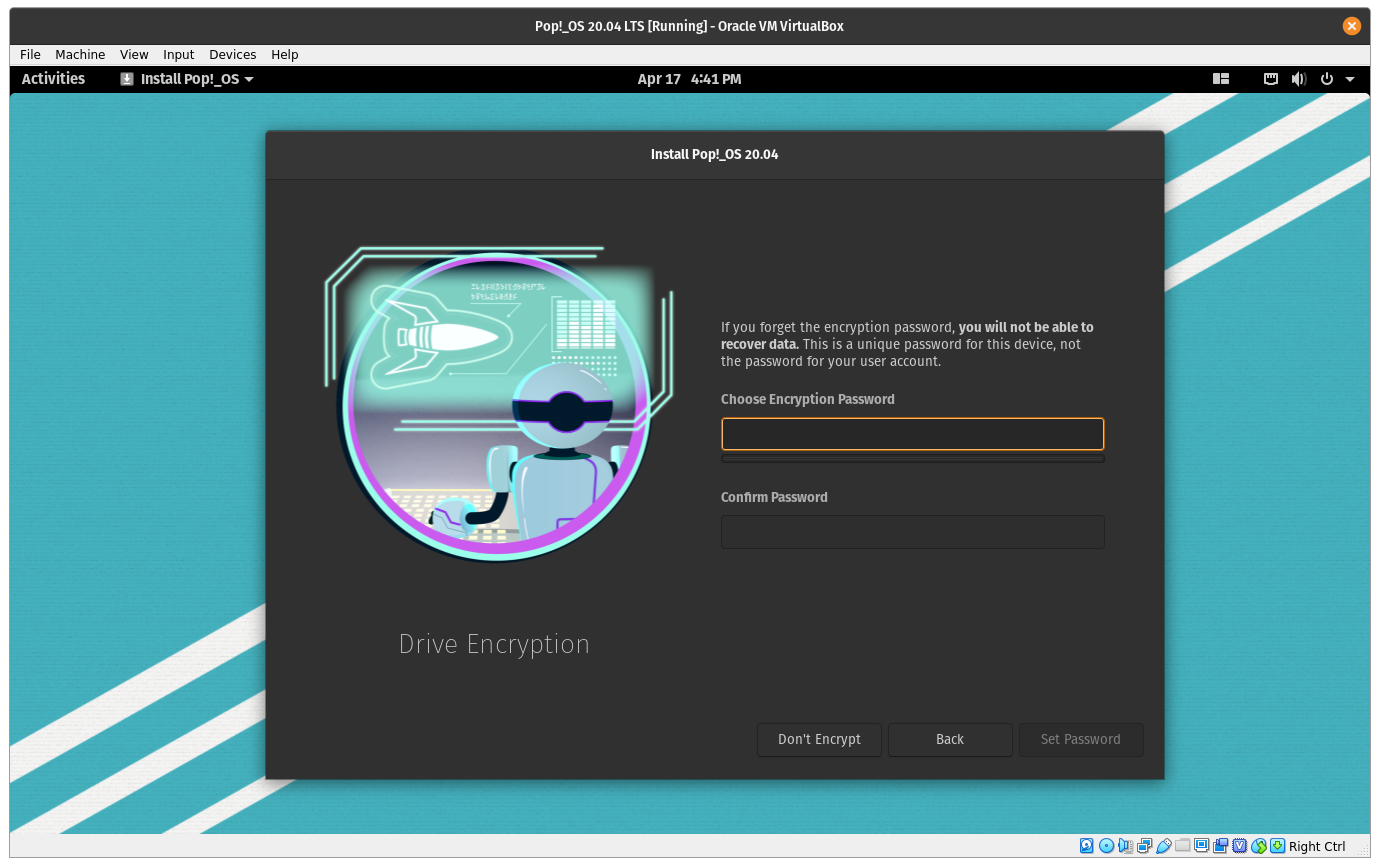 Pop!_OS 20.04 LTS [Running] - Oracle VM VirtualBox
File Machine View Input Devices Help
Activities Install Pop!_OS Apr 17 4:41 PM
Install Pop!_OS 20.04
If you forget the encryption password, you will not be able to
recover data. This is a unique password for this device, not
the password for your user account.
Choose Encryption Password
Confirm Password
Drive Encryption
Don't Encrypt Back Set Password
Right Ctrl